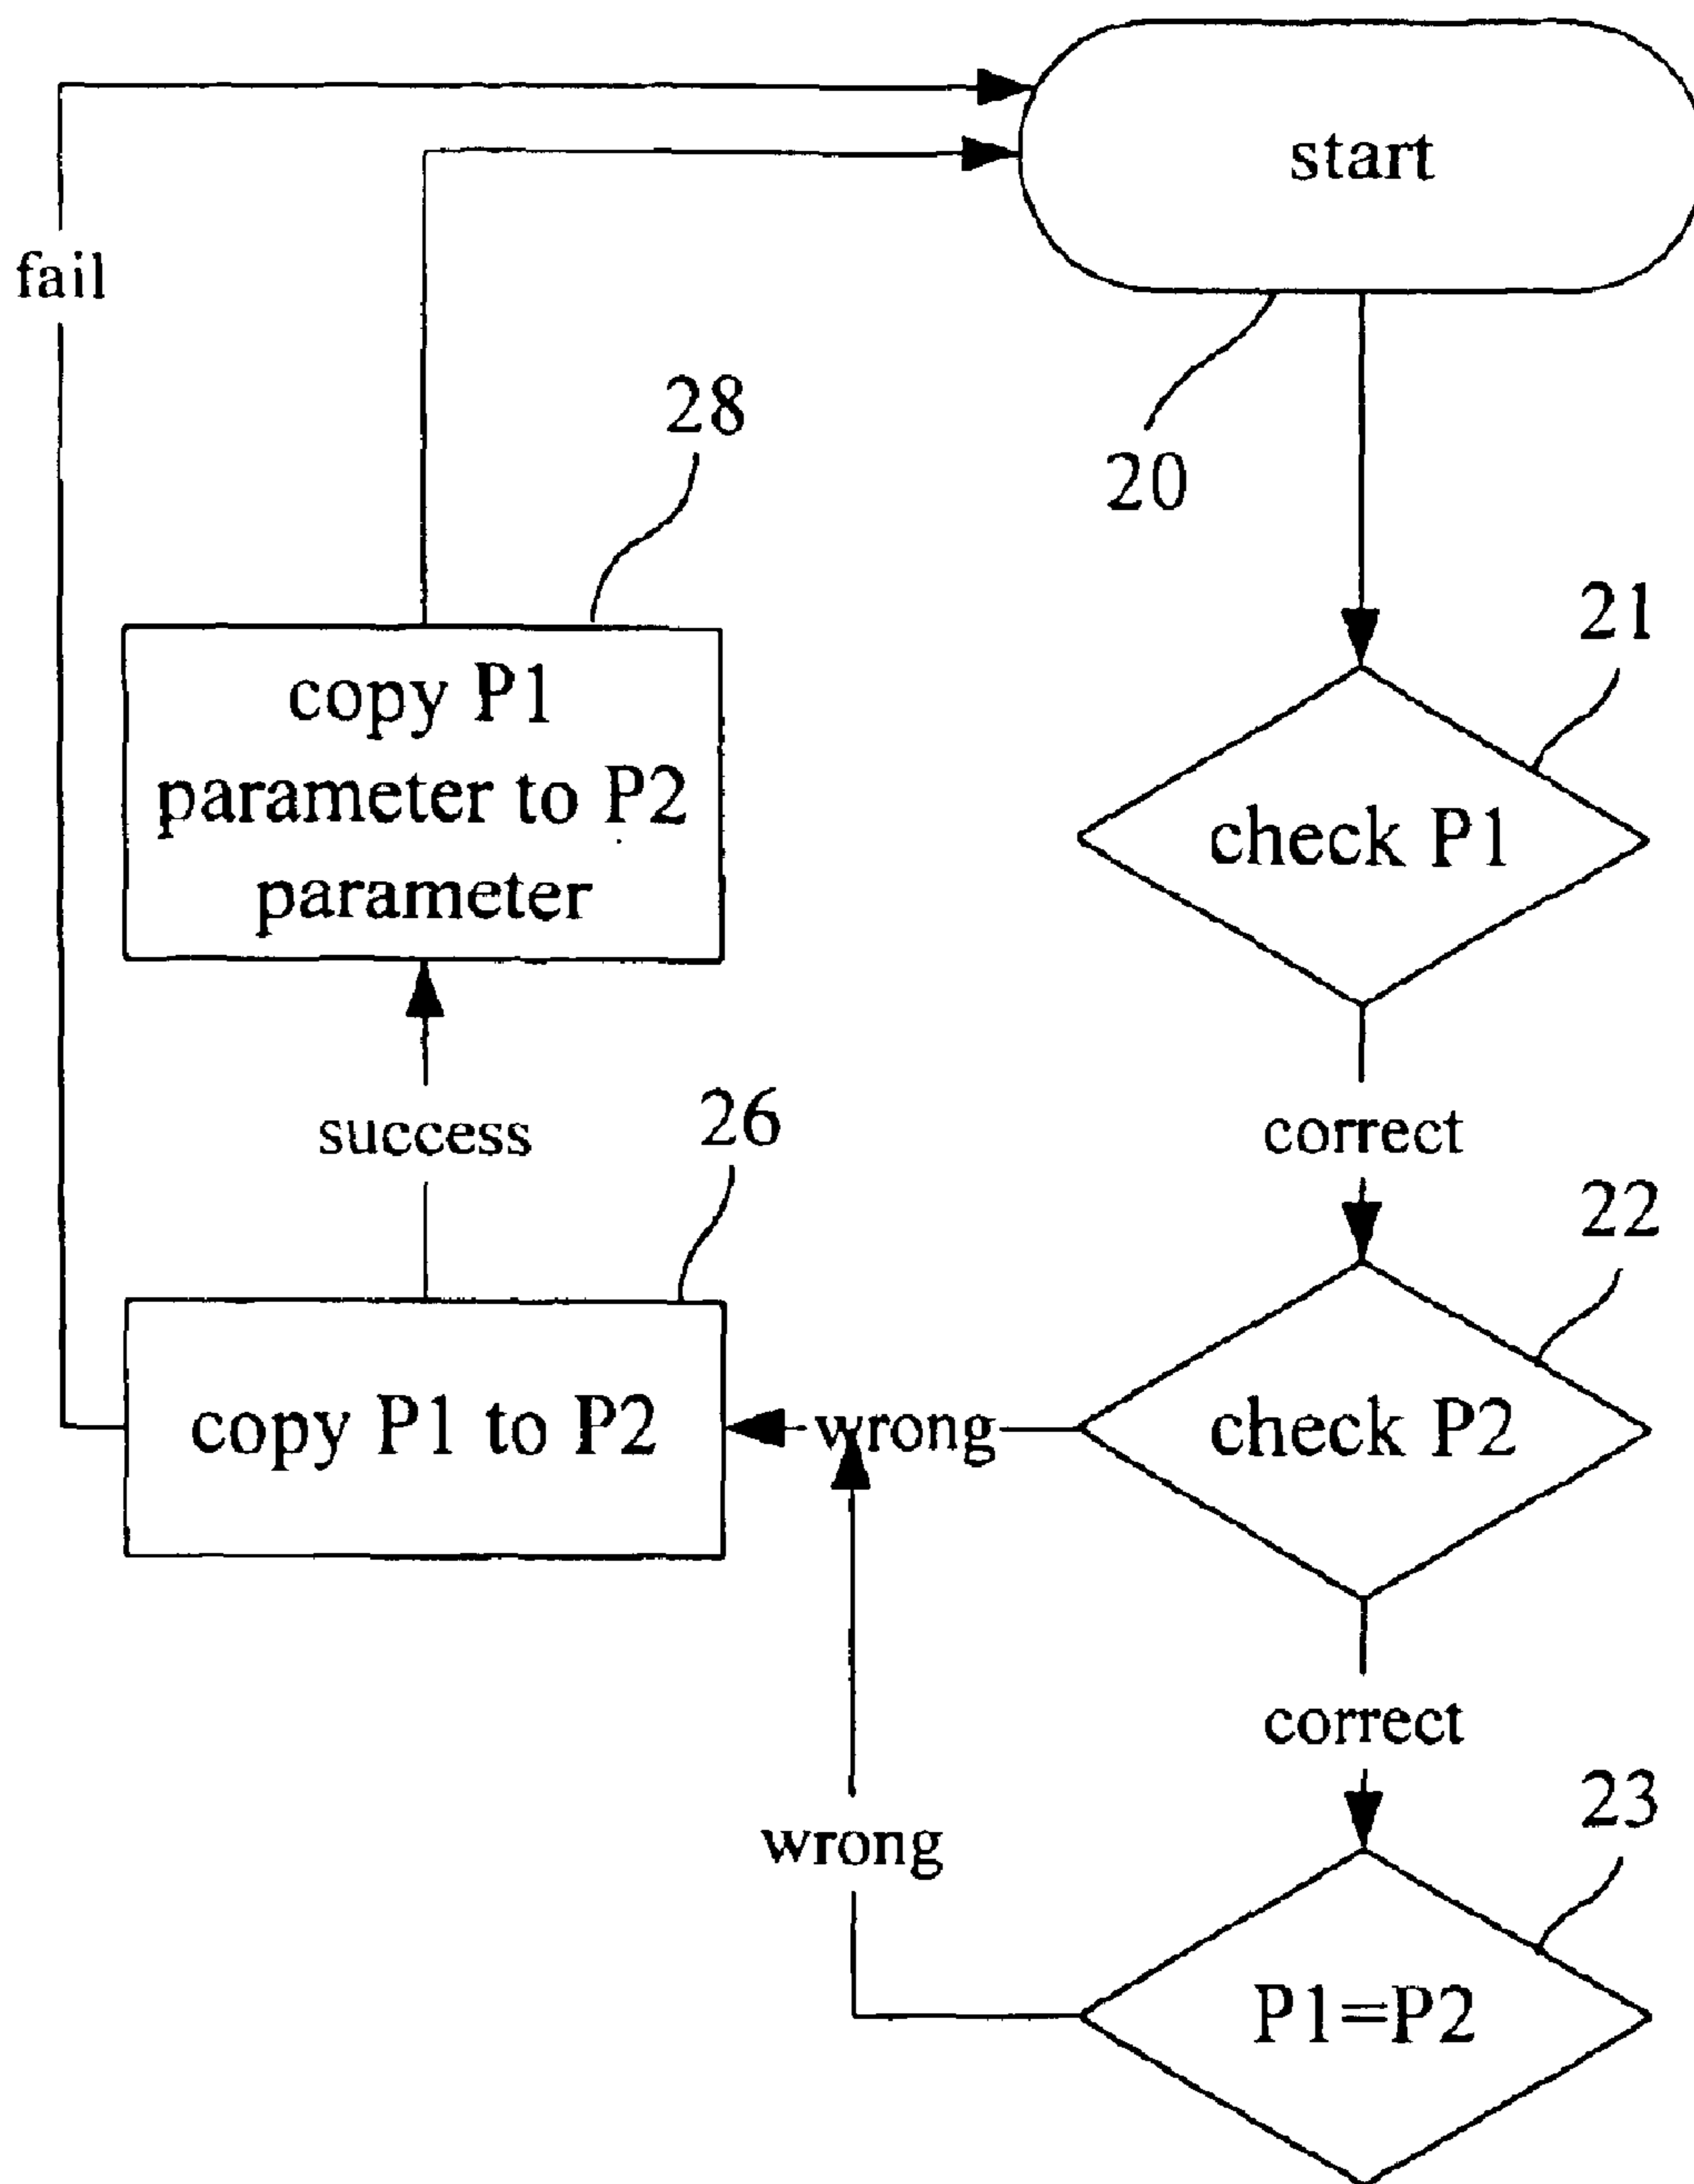 start
fail
28
20
21
copy P1
parameter to P2
parameter
check P1
26
success
correct
22
copy P1 to P2
wrong
check P2
correct
23
wrong
P1=P2